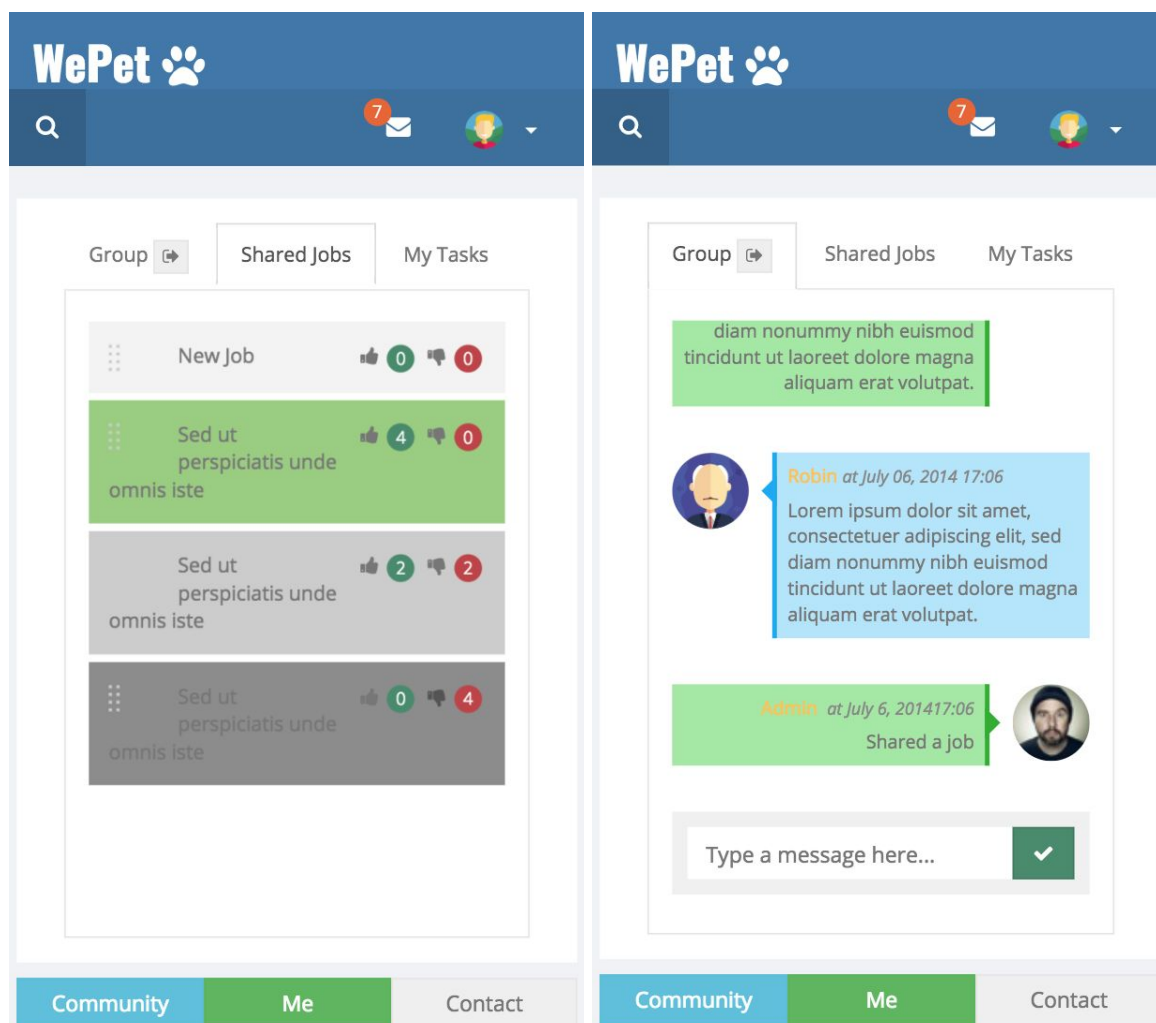 WePet
7
Group
Shared Jobs
My Tasks
New Job
0
0
Sed ut
4
0
perspiciatis unde
omnis iste
Sed ut
2
2
perspiciatis unde
omnis iste
Sed ut
0
4
perspiciatis unde
omnis iste
Community
Me
Contact
WePet
7
Group
Shared Jobs
My Tasks
diam nonummy nibh euismod
tincidunt ut laoreet dolore magna
aliquam erat volutpat.
Robin at July 06, 2014 17:06
Lorem ipsum dolor sit amet,
consectetuer adipiscing elit, sed
diam nonummy nibh euismod
tincidunt ut laoreet dolore magna
aliquam erat volutpat.
Admin at July 6, 201417:06
Shared a job
Type a message here...
Community
Me
Contact